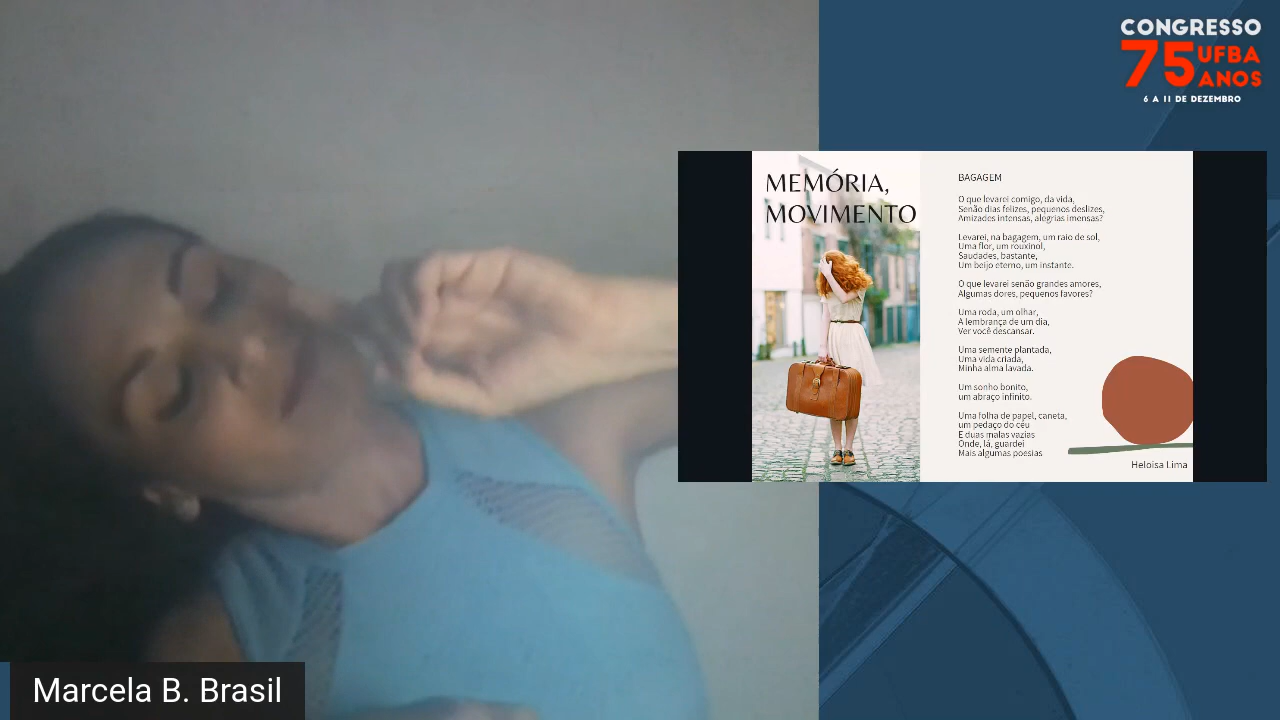 CONGRESSO
75 UFBA
ANOS
6 A 11 DE DEZEMBRO
MEMÓRIA,
MOVIMENTO
BAGAGEM
O que levarei comigo, da vida,
Senão dias felizes, pequenos deslizes,
Amizades intensas, alegrias imensas?
Levarei, na bagagem, um raio de sol,
Uma flor, um rouxinol,
Saudades, bastante,
Um beijo eterno, um instante.
O que levarei senão grandes amores,
Algumas dores, pequenos favores?
Uma roda, um olhar,
A lembrança de um dia,
Ver você descansar.
Uma semente plantada,
Uma vida criada,
Minha alma lavada.
Um sonho bonito,
um abraço infinito.
Uma folha de papel, caneta,
um pedaço do céu
E duas malas vazias
Onde, lá, guardei
Mais algumas poesias
Heloisa Lima
Marcela B. Brasil